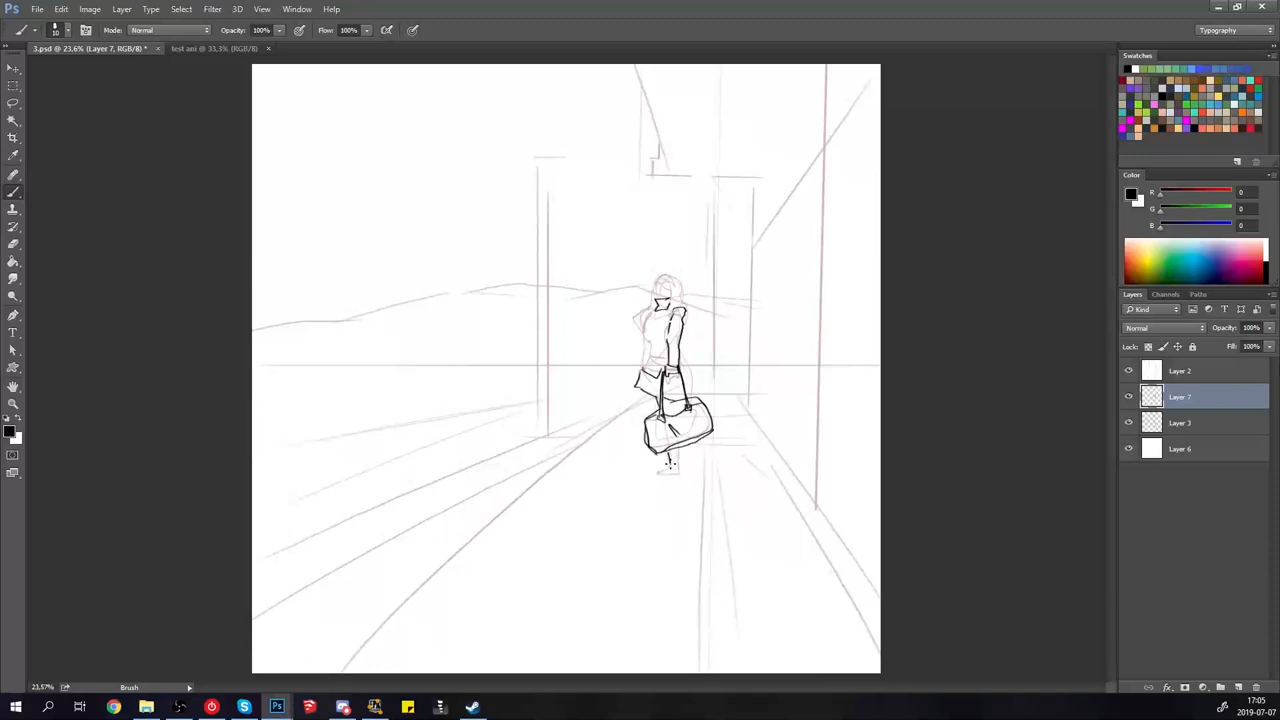 Ps File Edit Image Layer Type Select Filter 3D View Window Help
10 Mode: Normal Opacity: 100% Flow: 100% Typography
3.psd @ 23,6% (Layer 7, RGB/8) * × test ani @ 33,3% (RGB/8) ×
Swatches
Color
R 0
G 0
B 0
Layers Channels Paths
Kind
Normal Opacity: 100%
Lock: Fill: 100%
Layer 2
Layer 7
Layer 3
Layer 6
23,57% Brush
Ps
17:05
2019-07-07